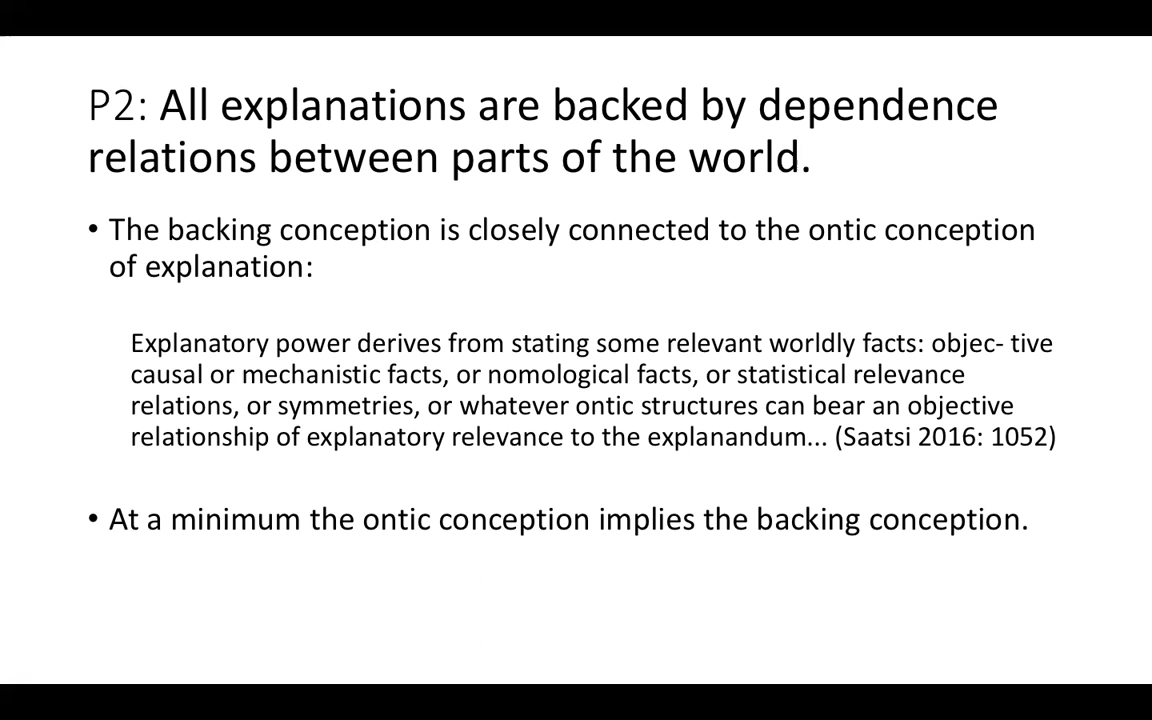 P2: All explanations are backed by dependence
relations between parts of the world.
• The backing conception is closely connected to the ontic conception
of explanation:
Explanatory power derives from stating some relevant worldly facts: objec- tive
causal or mechanistic facts, or nomological facts, or statistical relevance
relations, or symmetries, or whatever ontic structures can bear an objective
relationship of explanatory relevance to the explanandum... (Saatsi 2016: 1052)
• At a minimum the ontic conception implies the backing conception.